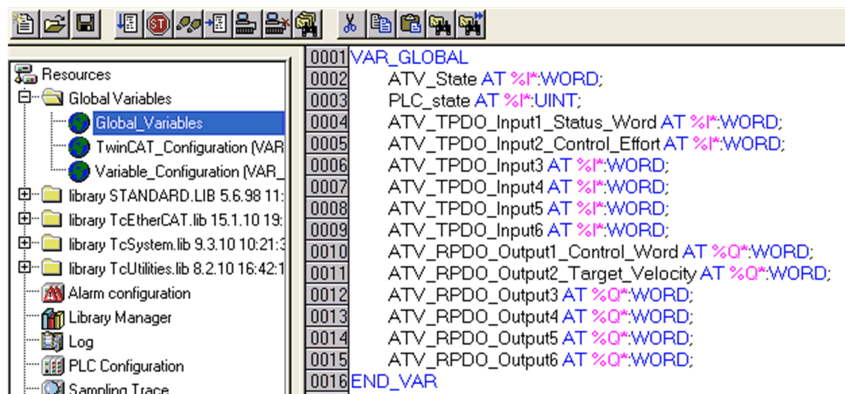 Resources
Global Variables
Global_Variables
TwinCAT_Configuration (VAR
Variable_Configuration (VAR_
library STANDARD.LIB 5.6.98 11:
library TcEtherCAT.lib 15.1.10 19:
library TcSystem.lib 9.3.10 10:21:3
library TcUtilities.lib 8.2.10 16:42:1
Alarm configuration
Library Manager
Log
PLC Configuration
Sampling Trace
0001 VAR_GLOBAL
0002 ATV_State AT %I*:WORD;
0003 PLC_state AT %I*:UINT;
0004 ATV_TPDO_Input1_Status_Word AT %I*:WORD;
0005 ATV_TPDO_Input2_Control_Effort AT %I*:WORD;
0006 ATV_TPDO_Input3 AT %I*:WORD;
0007 ATV_TPDO_Input4 AT %I*:WORD;
0008 ATV_TPDO_Input5 AT %I*:WORD;
0009 ATV_TPDO_Input6 AT %I*:WORD;
0010 ATV_RPDO_Output1_Control_Word AT %Q*:WORD;
0011 ATV_RPDO_Output2_Target_Velocity AT %Q*:WORD;
0012 ATV_RPDO_Output3 AT %Q*:WORD;
0013 ATV_RPDO_Output4 AT %Q*:WORD;
0014 ATV_RPDO_Output5 AT %Q*:WORD;
0015 ATV_RPDO_Output6 AT %Q*:WORD;
0016 END_VAR